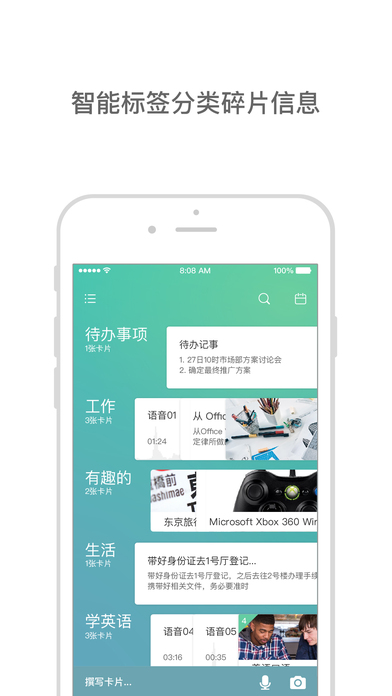 智能标签分类碎片信息
8:08 AM
100%
待办事项
1张卡片
待办记事
1. 27日10时市场部方案讨论会
2. 确定最终推广方案
工作
3张卡片
语音01
01:24
从 Offic
从Office
定律所做
有趣的
2张卡片
橋前
東京旅行
Microsoft Xbox 360 Wir
生活
1张卡片
带好身份证去1号厅登记...
带好身份证去1号厅登记，之后去往2号楼办理手续
携带好相关文件，务必要准时
学英语
3张卡片
语音04
03:16
语音05
00:35
4
英语口语
撰写卡片...